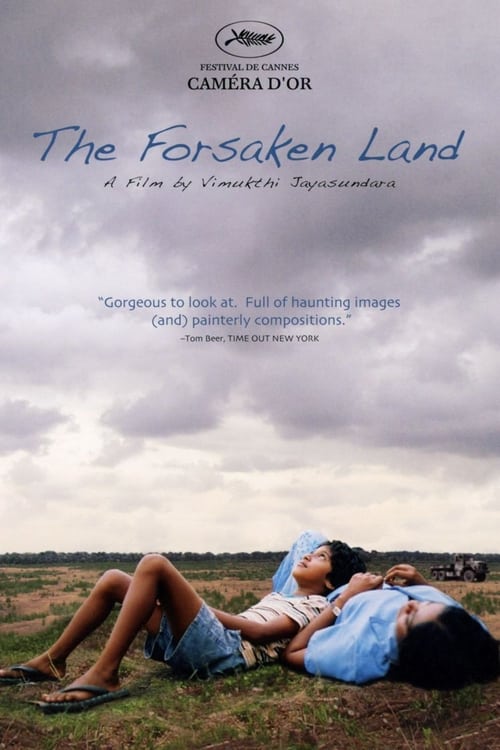 FESTIVAL DE CANNES
CAMÉRA D'OR
The Forsaken Land
A Film by Vimukthi Jayasundara
"Gorgeous to look at. Full of haunting images
(and) painterly compositions."
–Tom Beer, TIME OUT NEW YORK